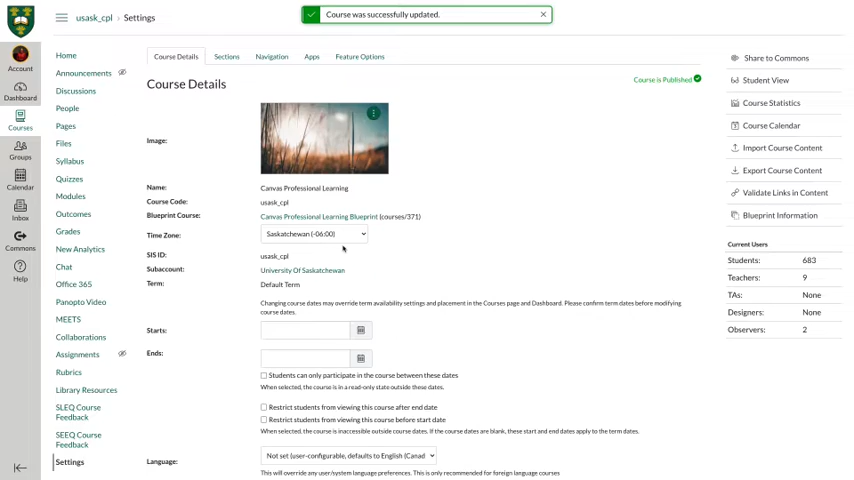 usask_cpl › Settings
Course was successfully updated.
Account
Dashboard
Courses
Groups
Calendar
Inbox
Commons
Help
Home
Announcements
Discussions
People
Pages
Files
Syllabus
Quizzes
Modules
Outcomes
Grades
New Analytics
Chat
Office 365
Panopto Video
MEETS
Collaborations
Assignments
Rubrics
Library Resources
SLEQ Course
Feedback
SEEQ Course
Feedback
Settings
Course Details Sections Navigation Apps Feature Options
Course Details
Course is Published
Image:
Name: Canvas Professional Learning
Course Code: usask_cpl
Blueprint Course: Canvas Professional Learning Blueprint (courses/371)
Time Zone: Saskatchewan (-06:00)
SIS ID: usask_cpl
Subaccount: University Of Saskatchewan
Term: Default Term
Changing course dates may override term availability settings and placement in the Courses page and Dashboard. Please confirm term dates before modifying
course dates.
Starts:
Ends:
Students can only participate in the course between these dates
When selected, the course is in a read-only state outside these dates.
Restrict students from viewing this course after end date
Restrict students from viewing this course before start date
When selected, the course is inaccessible outside course dates. If the course dates are blank, these start and end dates apply to the term dates.
Language: Not set (user-configurable, defaults to English (Canad
This will override any user/system language preferences. This is only recommended for foreign language courses
Share to Commons
Student View
Course Statistics
Course Calendar
Import Course Content
Export Course Content
Validate Links in Content
Blueprint Information
Current Users
Students: 683
Teachers: 9
TAs: None
Designers: None
Observers: 2